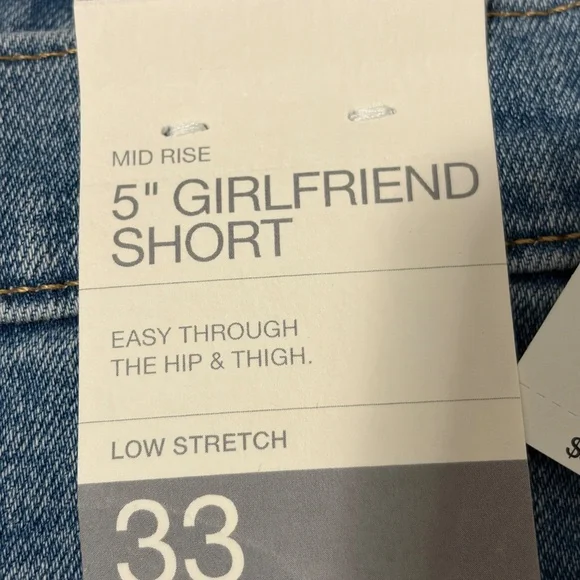 MID RISE
5" GIRLFRIEND
SHORT
EASY THROUGH
THE HIP & THIGH.
LOW STRETCH
33